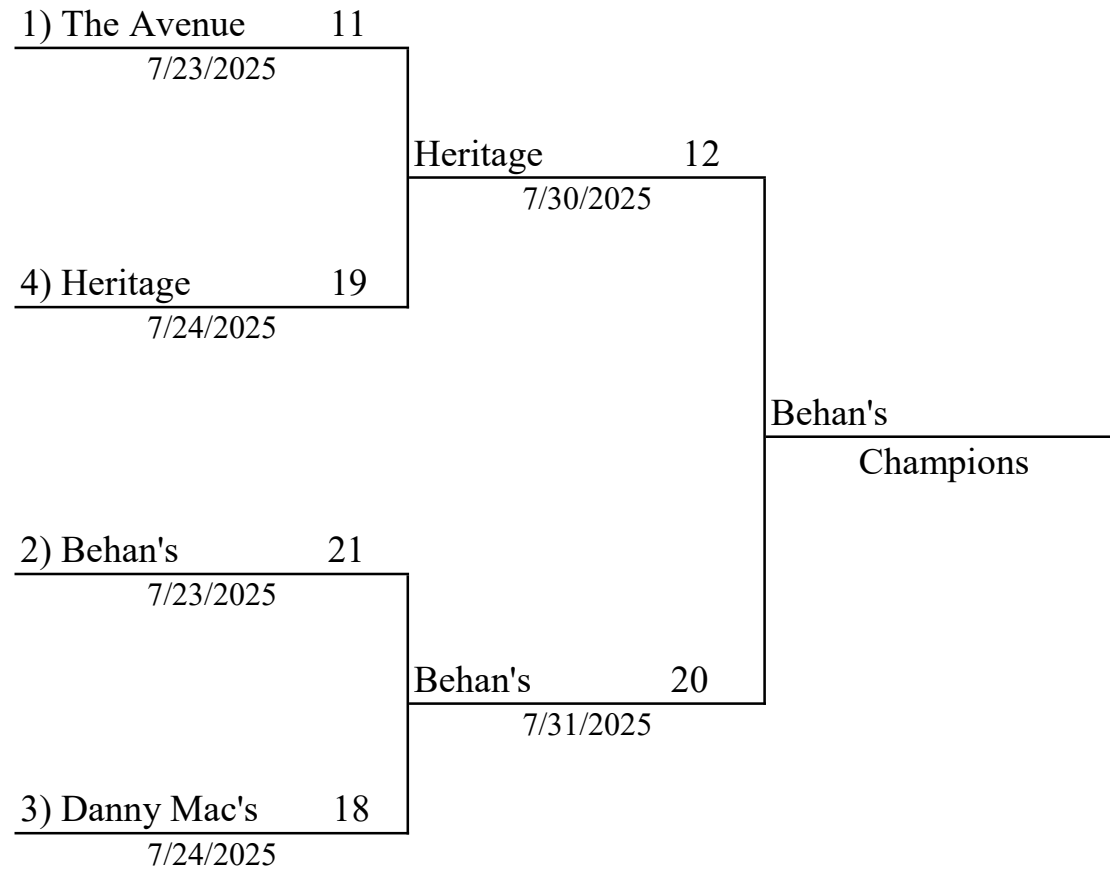 1) The Avenue 11
7/23/2025
Heritage 12
7/30/2025
4) Heritage 19
7/24/2025
Behan's
Champions
2) Behan's 21
7/23/2025
Behan's 20
7/31/2025
3) Danny Mac's 18
7/24/2025